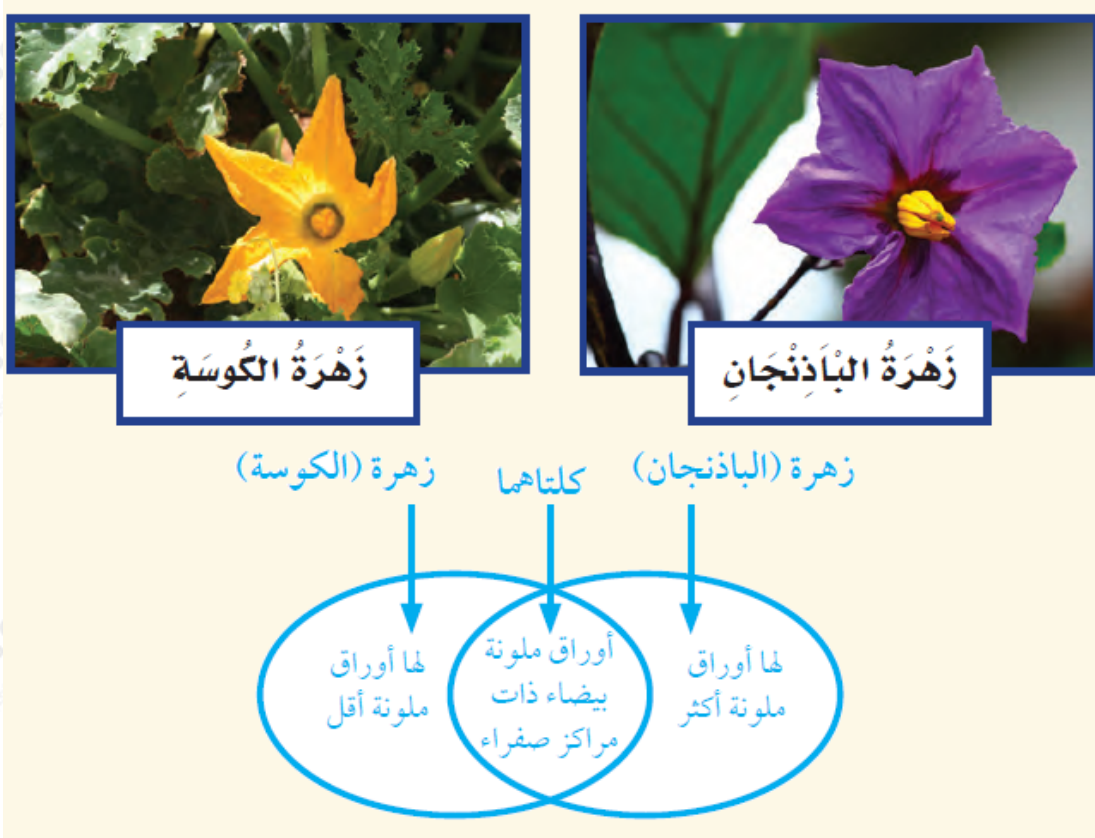 زَهْرَةُ البْاَذِنْجَانِ
زَهْرَةُ الكُوسَةِ
زهرة (الباذنجان)
كلتاهما
زهرة (الكوسة)
لها أوراق
ملونة أكثر
أوراق ملونة
بيضاء ذات
مراكز صفراء
لها أوراق
ملونة أقل